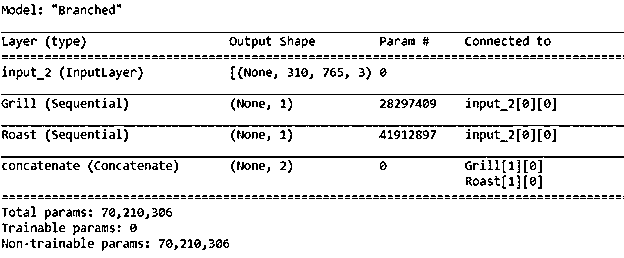 Model: "Branched"
Layer (type) Output Shape Param # Connected to
input_2 (InputLayer) [(None, 310, 765, 3) 0
Grill (Sequential) (None, 1) 28297409 input_2[0][0]
Roast (Sequential) (None, 1) 41912897 input_2[0][0]
concatenate (Concatenate) (None, 2) 0 Grill[1][0]
Roast[1][0]
Total params: 70,210,306
Trainable params: 0
Non-trainable params: 70,210,306